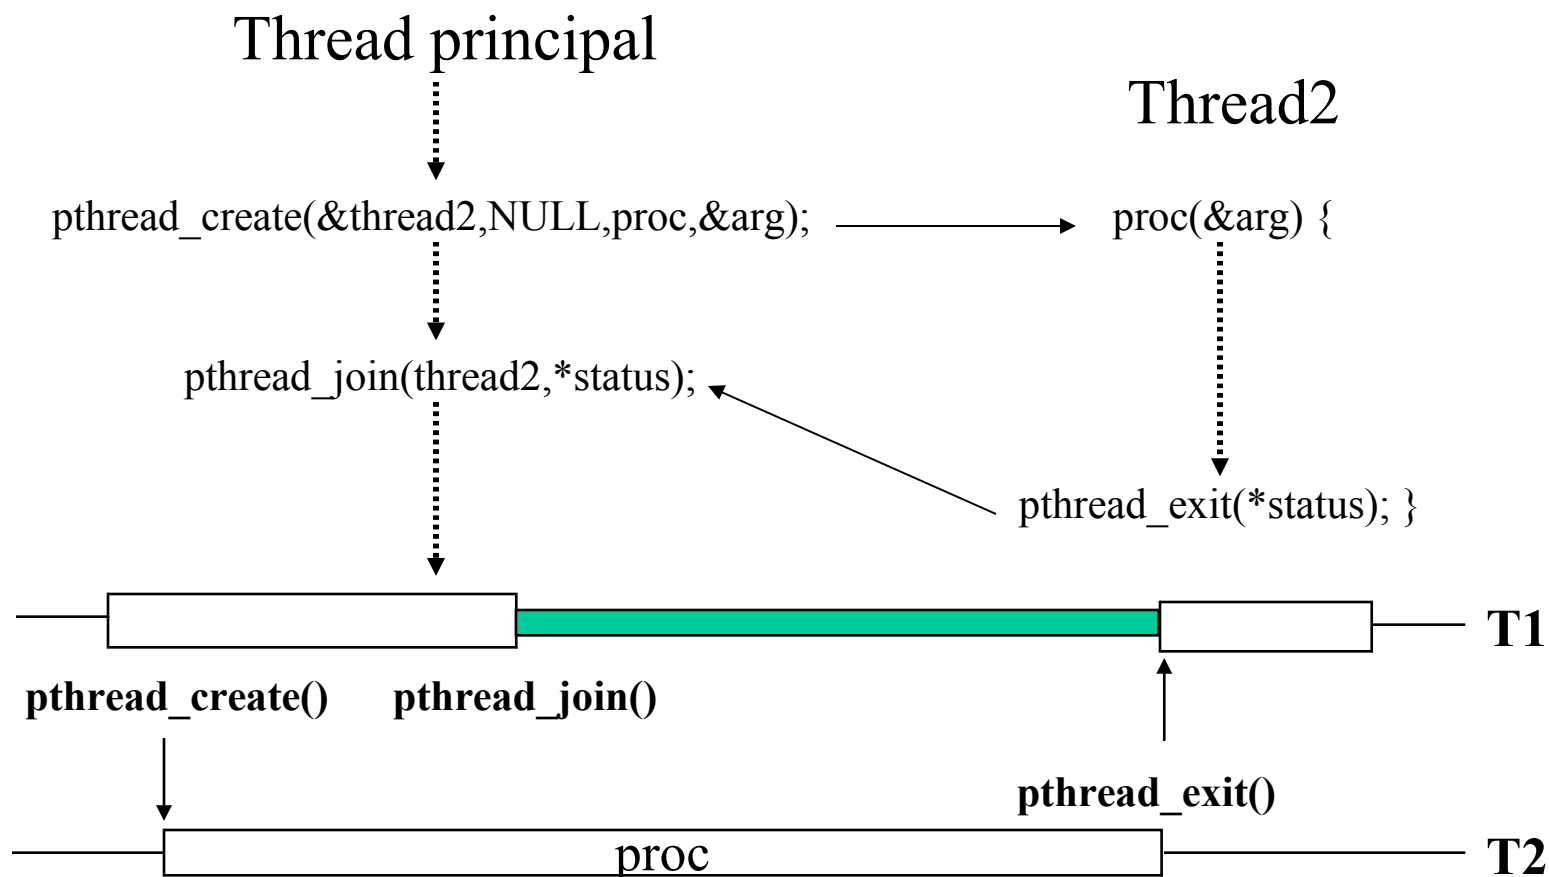 Thread principal
Thread2
pthread_create(&thread2,NULL,proc,&arg);
proc(&arg) {
pthread_join(thread2,*status);
pthread_exit(*status); }
T1
pthread_create()
pthread_join()
pthread_exit()
proc
T2